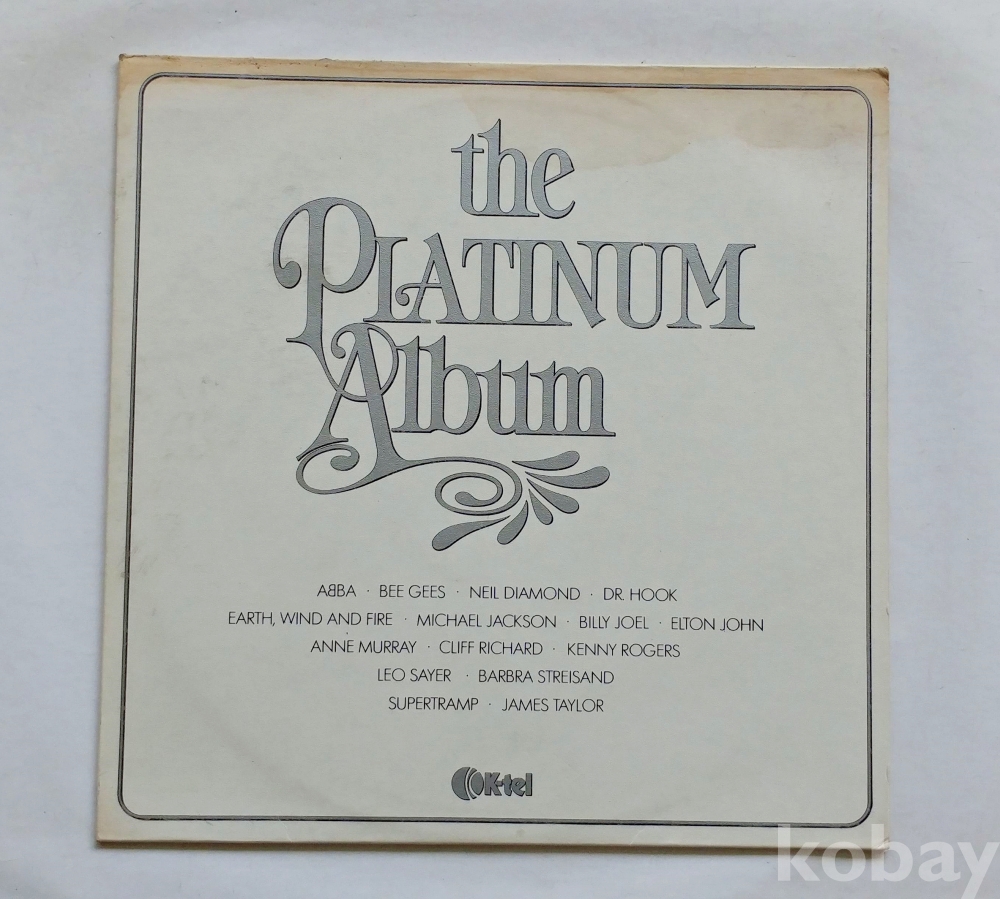 the
PLATINUM
Album
ABBA · BEE GEES · NEIL DIAMOND · DR. HOOK
EARTH, WIND AND FIRE · MICHAEL JACKSON · BILLY JOEL · ELTON JOHN
ANNE MURRAY · CLIFF RICHARD · KENNY ROGERS
LEO SAYER · BARBRA STREISAND
SUPERTRAMP · JAMES TAYLOR
K-tel
kobay